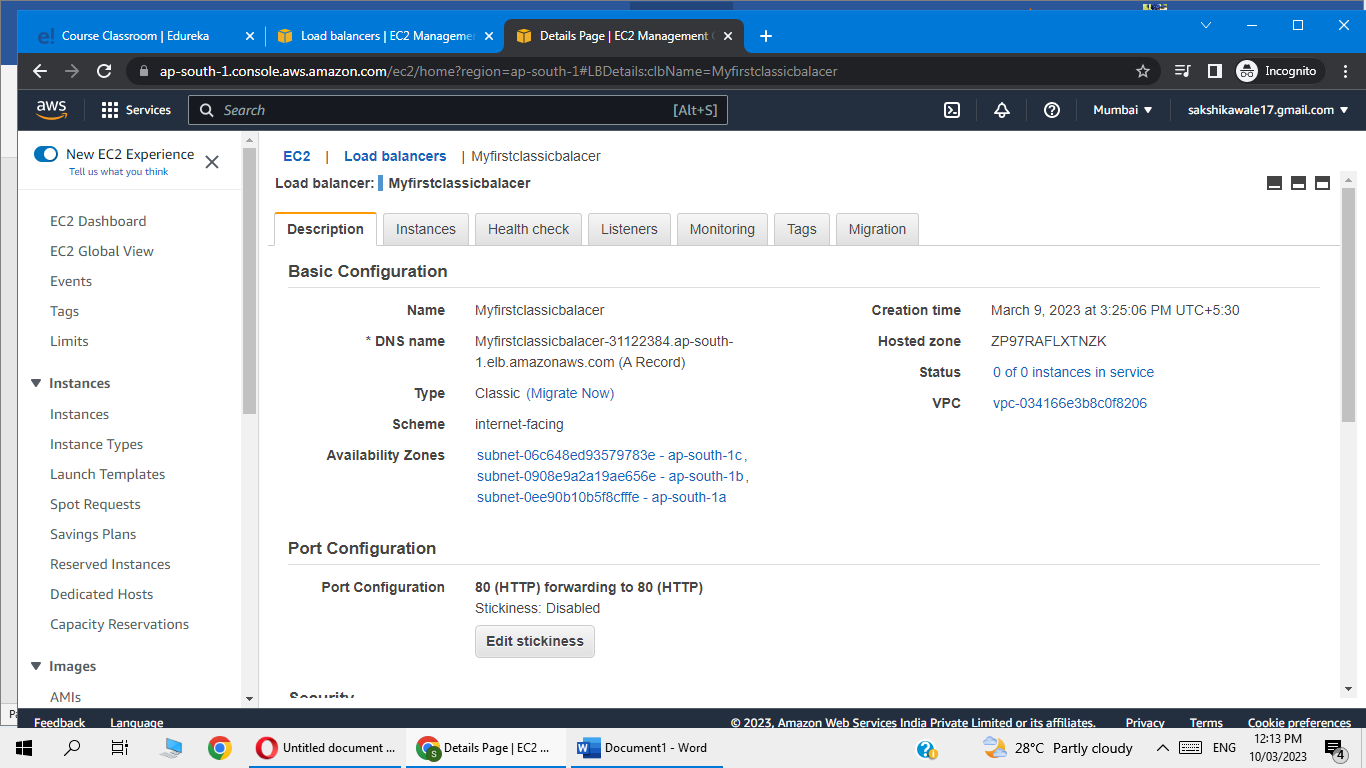 e! Course Classroom | Edureka
Load balancers | EC2 Manageme
Details Page | EC2 Management C
ap-south-1.console.aws.amazon.com/ec2/home?region=ap-south-1#LBDetails:clbName=Myfirstclassicbalacer
Incognito
aws
Services
Search
[Alt+S]
Mumbai
sakshikawale17.gmail.com
New EC2 Experience
Tell us what you think
EC2 Dashboard
EC2 Global View
Events
Tags
Limits
Instances
Instances
Instance Types
Launch Templates
Spot Requests
Savings Plans
Reserved Instances
Dedicated Hosts
Capacity Reservations
Images
AMIs
EC2 | Load balancers | Myfirstclassicbalacer
Load balancer: Myfirstclassicbalacer
Description
Instances
Health check
Listeners
Monitoring
Tags
Migration
Basic Configuration
Name Myfirstclassicbalacer
* DNS name Myfirstclassicbalacer-31122384.ap-south-
1.elb.amazonaws.com (A Record)
Type Classic (Migrate Now)
Scheme internet-facing
Availability Zones subnet-06c648ed93579783e - ap-south-1c,
subnet-0908e9a2a19ae656e - ap-south-1b,
subnet-0ee90b10b5f8cfffe - ap-south-1a
Creation time March 9, 2023 at 3:25:06 PM UTC+5:30
Hosted zone ZP97RAFLXTNZK
Status 0 of 0 instances in service
VPC vpc-034166e3b8c0f8206
Port Configuration
Port Configuration 80 (HTTP) forwarding to 80 (HTTP)
Stickiness: Disabled
Edit stickiness
Security
Feedback
Language
© 2023, Amazon Web Services India Private Limited or its affiliates.
Privacy
Terms
Cookie preferences
Untitled document ...
S
Details Page | EC2 ...
Document1 - Word
28°C Partly cloudy
ENG
12:13 PM
10/03/2023
4